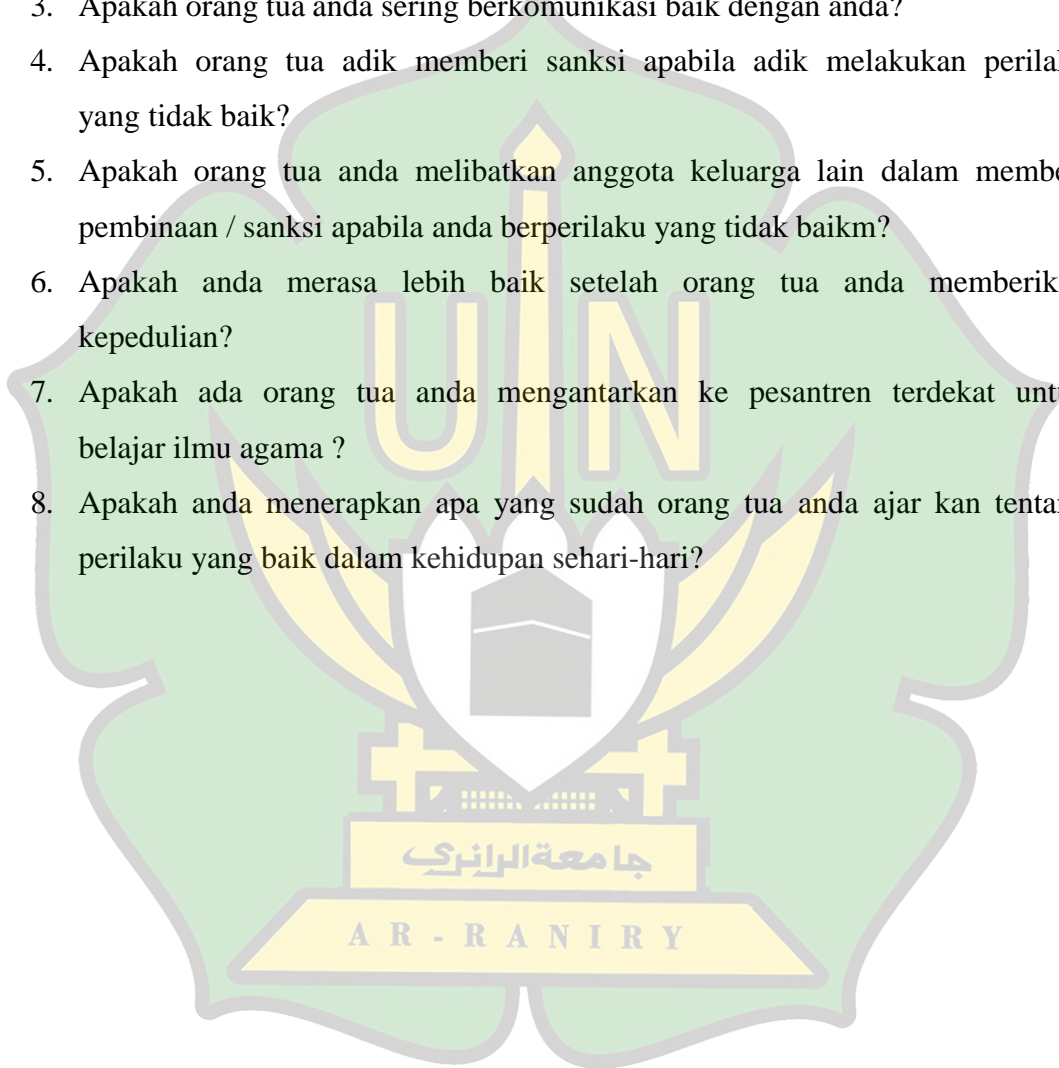 3. Apakah orang tua anda sering berkomunikasi baik dengan anda?
4. Apakah orang tua adik memberi sanksi apabila adik melakukan perila
yang tidak baik?
5. Apakah orang tua anda melibatkan anggota keluarga lain dalam membe
pembinaan / sanksi apabila anda berperilaku yang tidak baikm?
6. Apakah anda merasa lebih baik setelah orang tua anda memberik
kepedulian?
7. Apakah ada orang tua anda mengantarkan ke pesantren terdekat unt
belajar ilmu agama ?
8. Apakah anda menerapkan apa yang sudah orang tua anda ajar kan tenta
perilaku yang baik dalam kehidupan sehari-hari?
UIN
جامعةالرانري
AR-RANIRY